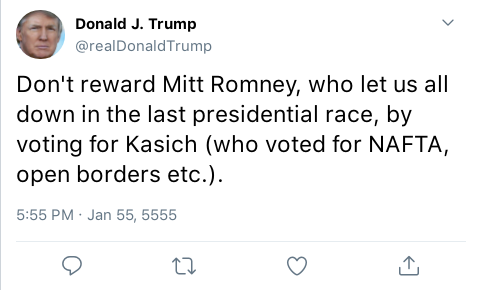 Donald J. Trump
@realDonaldTrump
Don't reward Mitt Romney, who let us all
down in the last presidential race, by
voting for Kasich (who voted for NAFTA,
open borders etc.).
5:55 PM · Jan 55, 5555